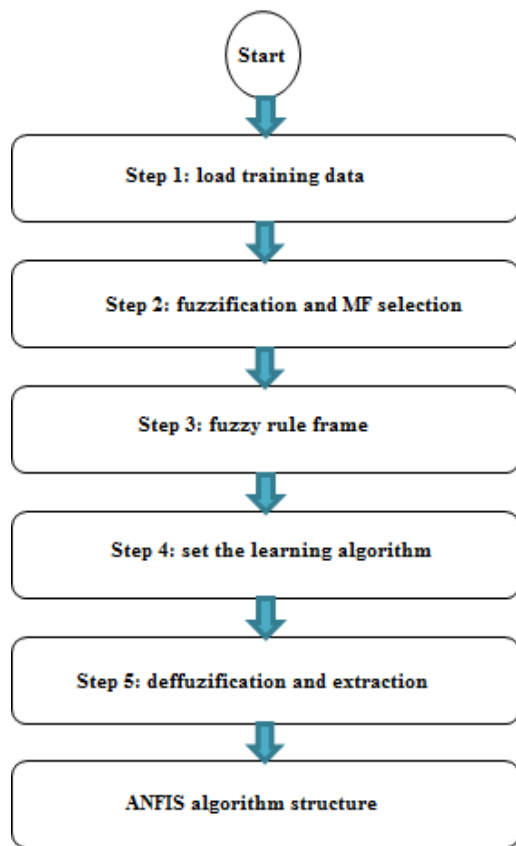 Start
Step 1: load training data
Step 2: fuzzification and MF selection
Step 3: fuzzy rule frame
Step 4: set the learning algorithm
Step 5: deffuzification and extraction
ANFIS algorithm structure